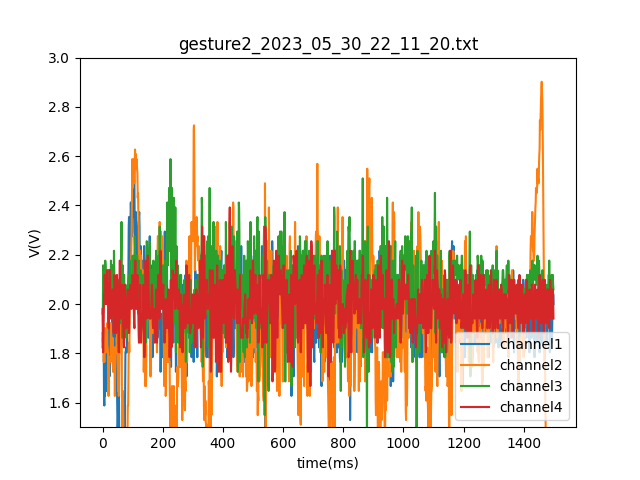 gesture2_2023_05_30_22_11_20.txt
3.0
2.8
2.6
2.4
2.2
2.0
1.8
1.6
V(V)
channel1
channel2
channel3
channel4
0 200 400 600 800 1000 1200 1400
time(ms)